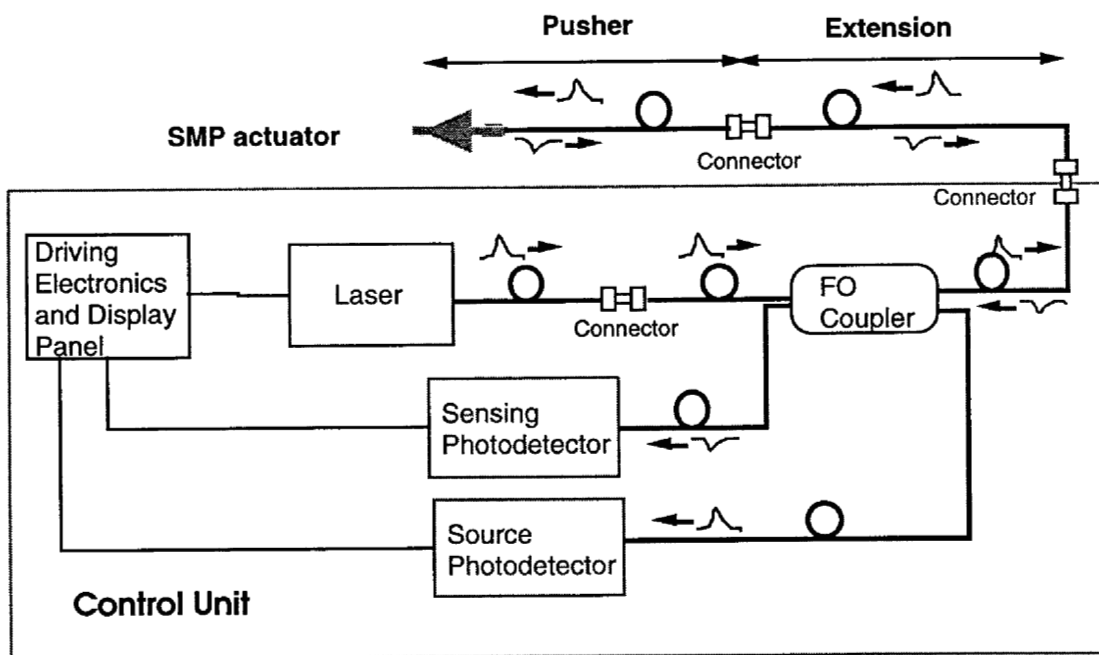 Pusher
Extension
SMP actuator
Connector
Connector
Driving
Electronics
and Display
Panel
Laser
Connector
FO
Coupler
Sensing
Photodetector
Source
Photodetector
Control Unit